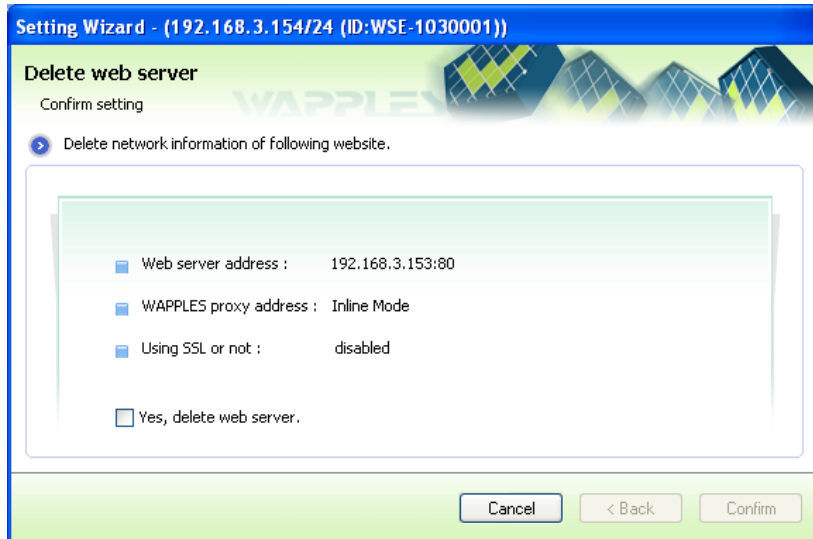 Setting Wizard - (192.168.3.154/24 (ID:WSE-1030001))
Delete web server
Confirm setting
WAPPLES
Delete network information of following website.
Web server address : 192.168.3.153:80
WAPPLES proxy address : Inline Mode
Using SSL or not : disabled
Yes, delete web server.
Cancel < Back Confirm